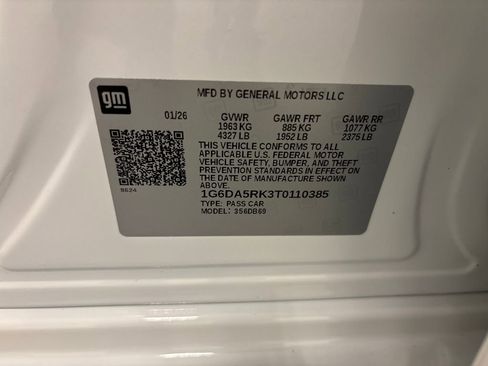 gm
MFD BY GENERAL MOTORS LLC
01/26 GVWR GAWR FRT GAWR RR
1963 KG 885 KG 1077 KG
4327 LB 1952 LB 2375 LB
THIS VEHICLE CONFORMS TO ALL
APPLICABLE U.S. FEDERAL MOTOR
VEHICLE SAFETY, BUMPER, AND THEFT
PREVENTION STANDARDS IN EFFECT ON
THE DATE OF MANUFACTURE SHOWN
ABOVE.
1G6DA5RK3T0110385
TYPE: PASS CAR
MODEL: 356DB69